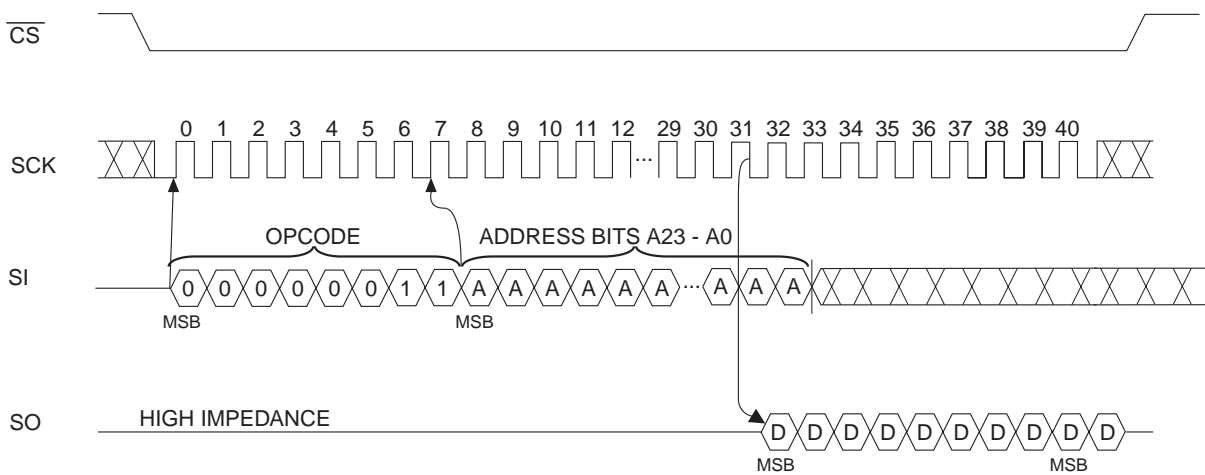 CS
0 1 2 3 4 5 6 7 8 9 10 11 12 29 30 31 32 33 34 35 36 37 38 39 40
SCK ...
OPCODE ADDRESS BITS A23 - A0
SI 0 0 0 0 0 0 1 1 A A A A A A ... A A A
MSB MSB
SO HIGH IMPEDANCE D D D D D D D D D D
MSB MSB